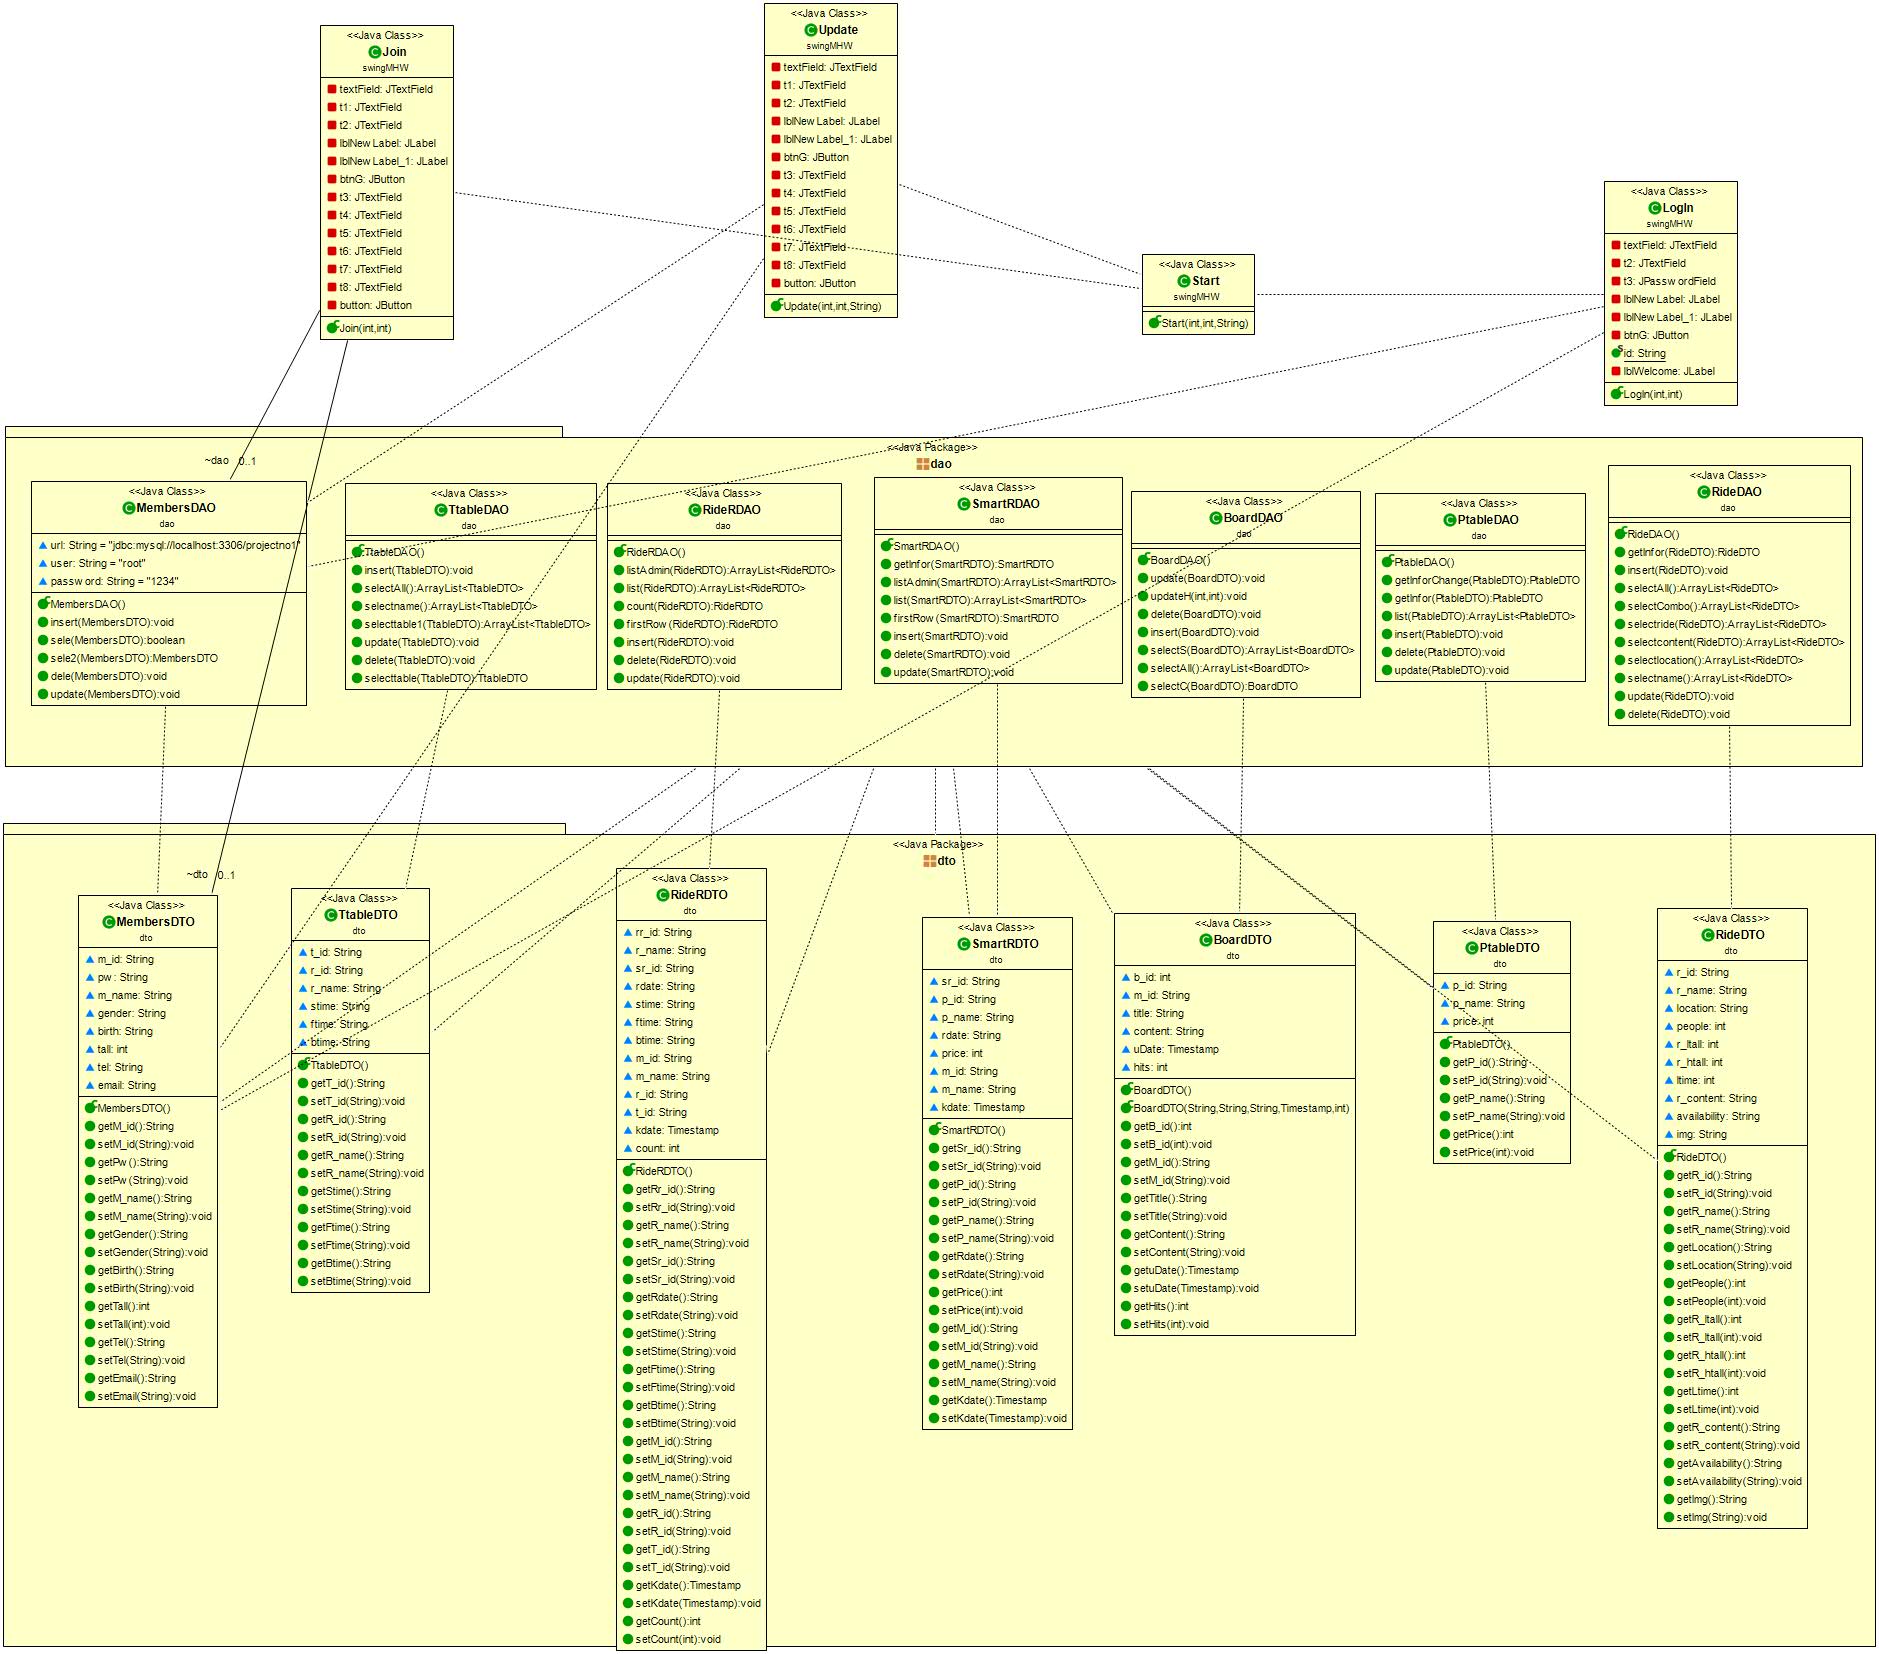 <<Java Class>>
Join
swingMHW
textField: JTextField
t1: JTextField
t2: JTextField
lblNewLabel: JLabel
lblNewLabel_1: JLabel
btnG: JButton
t3: JTextField
t4: JTextField
t5: JTextField
t6: JTextField
t7: JTextField
t8: JTextField
button: JButton
Join(int,int)
<<Java Class>>
Update
swingMHW
textField: JTextField
t1: JTextField
t2: JTextField
lblNewLabel: JLabel
lblNewLabel_1: JLabel
btnG: JButton
t3: JTextField
t4: JTextField
t5: JTextField
t6: JTextField
t7: JTextField
t8: JTextField
button: JButton
Update(int,int,String)
<<Java Class>>
Start
swingMHW
Start(int,int,String)
<<Java Class>>
LogIn
swingMHW
textField: JTextField
t2: JTextField
t3: JPasswordField
lblNewLabel: JLabel
lblNewLabel_1: JLabel
btnG: JButton
id: String
lblWelcome: JLabel
LogIn(int,int)
<<Java Package>>
dao
~dao 0..1
<<Java Class>>
MembersDAO
dao
url: String = "jdbc:mysql://localhost:3306/projectno1"
user: String = "root"
password: String = "1234"
MembersDAO()
insert(MembersDTO):void
sele(MembersDTO):boolean
sele2(MembersDTO):MembersDTO
dele(MembersDTO):void
update(MembersDTO):void
<<Java Class>>
TtableDAO
dao
TtableDAO()
insert(TtableDTO):void
selectAll():ArrayList<TtableDTO>
selectname():ArrayList<TtableDTO>
selecttable1(TtableDTO):ArrayList<TtableDTO>
update(TtableDTO):void
delete(TtableDTO):void
selecttable(TtableDTO):TtableDTO
<<Java Class>>
RideRDAO
dao
RideRDAO()
listAdmin(RideRDTO):ArrayList<RideRDTO>
list(RideRDTO):ArrayList<RideRDTO>
count(RideRDTO):RideRDTO
firstRow(RideRDTO):RideRDTO
insert(RideRDTO):void
delete(RideRDTO):void
update(RideRDTO):void
<<Java Class>>
SmartRDAO
dao
SmartRDAO()
getInfor(SmartRDTO):SmartRDTO
listAdmin(SmartRDTO):ArrayList<SmartRDTO>
list(SmartRDTO):ArrayList<SmartRDTO>
firstRow(SmartRDTO):SmartRDTO
insert(SmartRDTO):void
delete(SmartRDTO):void
update(SmartRDTO):void
<<Java Class>>
BoardDAO
dao
BoardDAO()
update(BoardDTO):void
updateH(int,int):void
delete(BoardDTO):void
insert(BoardDTO):void
selectS(BoardDTO):ArrayList<BoardDTO>
selectAll():ArrayList<BoardDTO>
selectC(BoardDTO):BoardDTO
<<Java Class>>
PtableDAO
dao
PtableDAO()
getInforChange(PtableDTO):PtableDTO
getInfor(PtableDTO):PtableDTO
list(PtableDTO):ArrayList<PtableDTO>
insert(PtableDTO):void
delete(PtableDTO):void
update(PtableDTO):void
<<Java Class>>
RideDAO
dao
RideDAO()
getInfor(RideDTO):RideDTO
insert(RideDTO):void
selectAll():ArrayList<RideDTO>
selectCombo():ArrayList<RideDTO>
selectride(RideDTO):ArrayList<RideDTO>
selectcontent(RideDTO):ArrayList<RideDTO>
selectlocation():ArrayList<RideDTO>
selectname():ArrayList<RideDTO>
update(RideDTO):void
delete(RideDTO):void
<<Java Package>>
dto
~dto 0..1
<<Java Class>>
MembersDTO
dto
m_id: String
pw: String
m_name: String
gender: String
birth: String
tall: int
tel: String
email: String
MembersDTO()
getM_id():String
setM_id(String):void
getPw():String
setPw(String):void
getM_name():String
setM_name(String):void
getGender():String
setGender(String):void
getBirth():String
setBirth(String):void
getTall():int
setTall(int):void
getTel():String
setTel(String):void
getEmail():String
setEmail(String):void
<<Java Class>>
TtableDTO
dto
t_id: String
r_id: String
r_name: String
stime: String
ftime: String
btime: String
TtableDTO()
getT_id():String
setT_id(String):void
getR_id():String
setR_id(String):void
getR_name():String
setR_name(String):void
getStime():String
setStime(String):void
getFtime():String
setFtime(String):void
getBtime():String
setBtime(String):void
<<Java Class>>
RideRDTO
dto
rr_id: String
r_name: String
sr_id: String
rdate: String
stime: String
ftime: String
btime: String
m_id: String
m_name: String
r_id: String
t_id: String
kdate: Timestamp
count: int
RideRDTO()
getRr_id():String
setRr_id(String):void
getR_name():String
setR_name(String):void
getSr_id():String
setSr_id(String):void
getRdate():String
setRdate(String):void
getStime():String
setStime(String):void
getFtime():String
setFtime(String):void
getBtime():String
setBtime(String):void
getM_id():String
setM_id(String):void
getM_name():String
setM_name(String):void
getR_id():String
setR_id(String):void
getT_id():String
setT_id(String):void
getKdate():Timestamp
setKdate(Timestamp):void
getCount():int
setCount(int):void
<<Java Class>>
SmartRDTO
dto
sr_id: String
p_id: String
p_name: String
rdate: String
price: int
m_id: String
m_name: String
kdate: Timestamp
SmartRDTO()
getSr_id():String
setSr_id(String):void
getP_id():String
setP_id(String):void
getP_name():String
setP_name(String):void
getRdate():String
setRdate(String):void
getPrice():int
setPrice(int):void
getM_id():String
setM_id(String):void
getM_name():String
setM_name(String):void
getKdate():Timestamp
setKdate(Timestamp):void
<<Java Class>>
BoardDTO
dto
b_id: int
m_id: String
title: String
content: String
uDate: Timestamp
hits: int
BoardDTO()
BoardDTO(String,String,String,Timestamp,int)
getB_id():int
setB_id(int):void
getM_id():String
setM_id(String):void
getTitle():String
setTitle(String):void
getContent():String
setContent(String):void
getuDate():Timestamp
setuDate(Timestamp):void
getHits():int
setHits(int):void
<<Java Class>>
PtableDTO
dto
p_id: String
p_name: String
price: int
PtableDTO()
getP_id():String
setP_id(String):void
getP_name():String
setP_name(String):void
getPrice():int
setPrice(int):void
<<Java Class>>
RideDTO
dto
r_id: String
r_name: String
location: String
people: int
r_ltall: int
r_htall: int
ltime: int
r_content: String
availability: String
img: String
RideDTO()
getR_id():String
setR_id(String):void
getR_name():String
setR_name(String):void
getLocation():String
setLocation(String):void
getPeople():int
setPeople(int):void
getR_ltall():int
setR_ltall(int):void
getR_htall():int
setR_htall(int):void
getLtime():int
setLtime(int):void
getR_content():String
setR_content(String):void
getAvailability():String
setAvailability(String):void
getImg():String
setImg(String):void